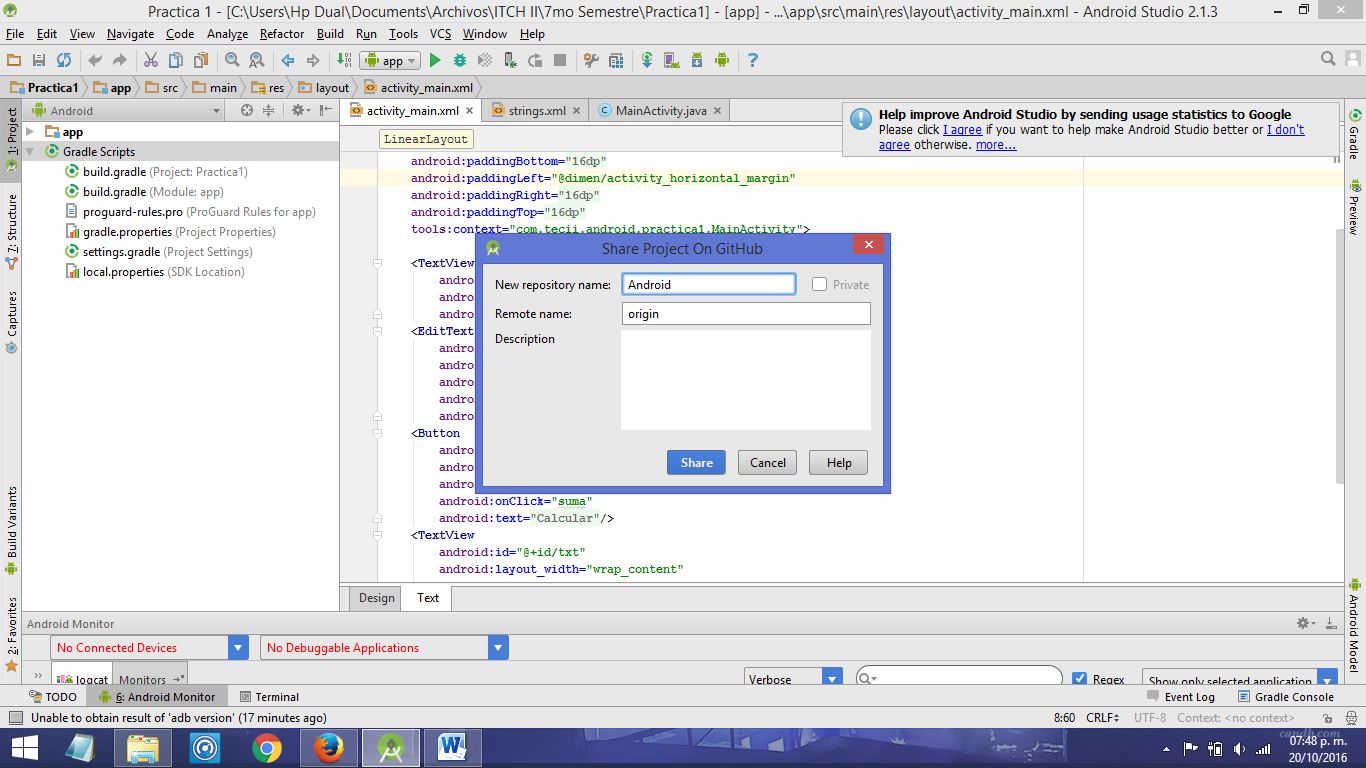 Practica 1 - [C:\Users\Hp Dual\Documents\Archivos\ITCH II\7mo Semestre\Practica1] - [app] - ...\app\src\main\res\layout\activity_main.xml - Android Studio 2.1.3
File Edit View Navigate Code Analyze Refactor Build Run Tools VCS Window Help
app
Practica1 app src main res layout activity_main.xml
Android
activity_main.xml strings.xml MainActivity.java
Help improve Android Studio by sending usage statistics to Google
Please click I agree if you want to help make Android Studio better or I don't
agree otherwise. more...
1: Project
7: Structure
Captures
Build Variants
2: Favorites
app
Gradle Scripts
build.gradle (Project: Practica1)
build.gradle (Module: app)
proguard-rules.pro (ProGuard Rules for app)
gradle.properties (Project Properties)
settings.gradle (Project Settings)
local.properties (SDK Location)
LinearLayout
android:paddingBottom="16dp"
android:paddingLeft="@dimen/activity_horizontal_margin"
android:paddingRight="16dp"
android:paddingTop="16dp"
tools:context="com.tecii.android.practica1.MainActivity">
<TextView
androi
androi
androi
<EditText
androi
androi
androi
androi
androi
<Button
androi
androi
androi
android:onClick="suma"
android:text="Calcular"/>
<TextView
android:id="@+id/txt"
android:layout_width="wrap_content"
Share Project On GitHub
New repository name: Android Private
Remote name: origin
Description
Share Cancel Help
Gradle
Preview
Android Model
Design Text
Android Monitor
No Connected Devices No Debuggable Applications
logcat Monitors Verbose Regex Show only selected application
TODO 6: Android Monitor Terminal Event Log Gradle Console
Unable to obtain result of 'adb version' (17 minutes ago) 8:60 CRLF UTF-8 Context: <no context>
07:48 p. m.
20/10/2016